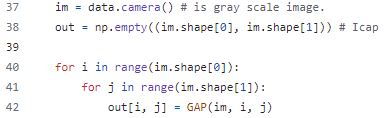 37 im = data.camera() # is gray scale image.
38 out = np.empty((im.shape[0], im.shape[1])) # Icap
39
40 for i in range(im.shape[0]):
41 for j in range(im.shape[1]):
42 out[i, j] = GAP(im, i, j)